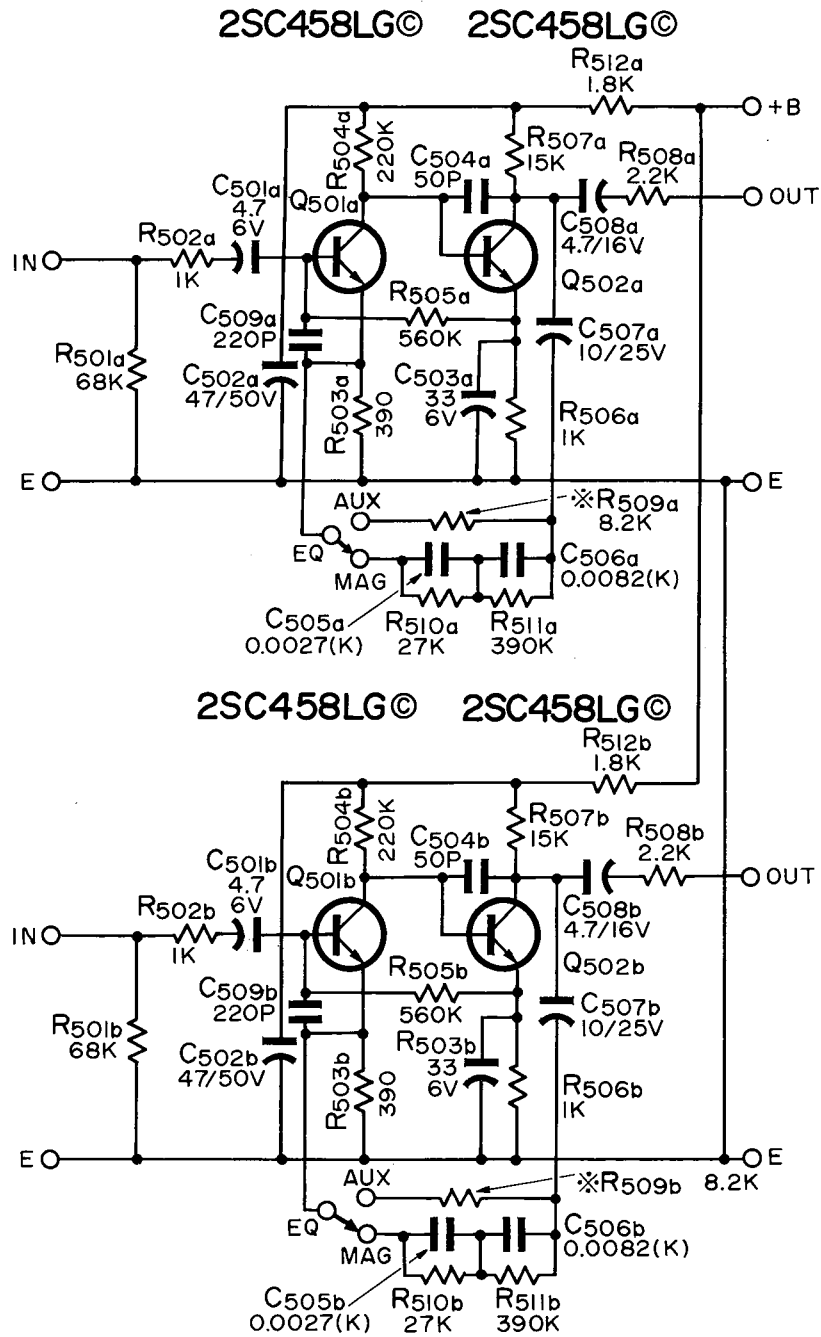 2SC458LG© 2SC458LG©
R512a
1.8K
+B
R504a
220K
R507a
15K
C504a
50P
R508a
2.2K
OUT
C501a
4.7
6V
Q501a
C508a
4.7/16V
R502a
1K
IN
Q502a
R505a
560K
C509a
220P
C507a
10/25V
R501a
68K
C502a
47/50V
R503a
390
C503a
33
6V
R506a
1K
E
E
AUX
※R509a
8.2K
EQ
MAG
C506a
0.0082(K)
C505a
0.0027(K)
R510a
27K
R511a
390K
2SC458LG© 2SC458LG©
R512b
1.8K
R504b
220K
R507b
15K
C504b
50P
R508b
2.2K
OUT
C501b
4.7
6V
Q501b
C508b
4.7/16V
R502b
1K
IN
Q502b
R505b
560K
C509b
220P
C507b
10/25V
R501b
68K
C502b
47/50V
R503b
390
R503b
33
6V
R506b
1K
E
E
AUX
※R509b
8.2K
EQ
MAG
C506b
0.0082(K)
C505b
0.0027(K)
R510b
27K
R511b
390K